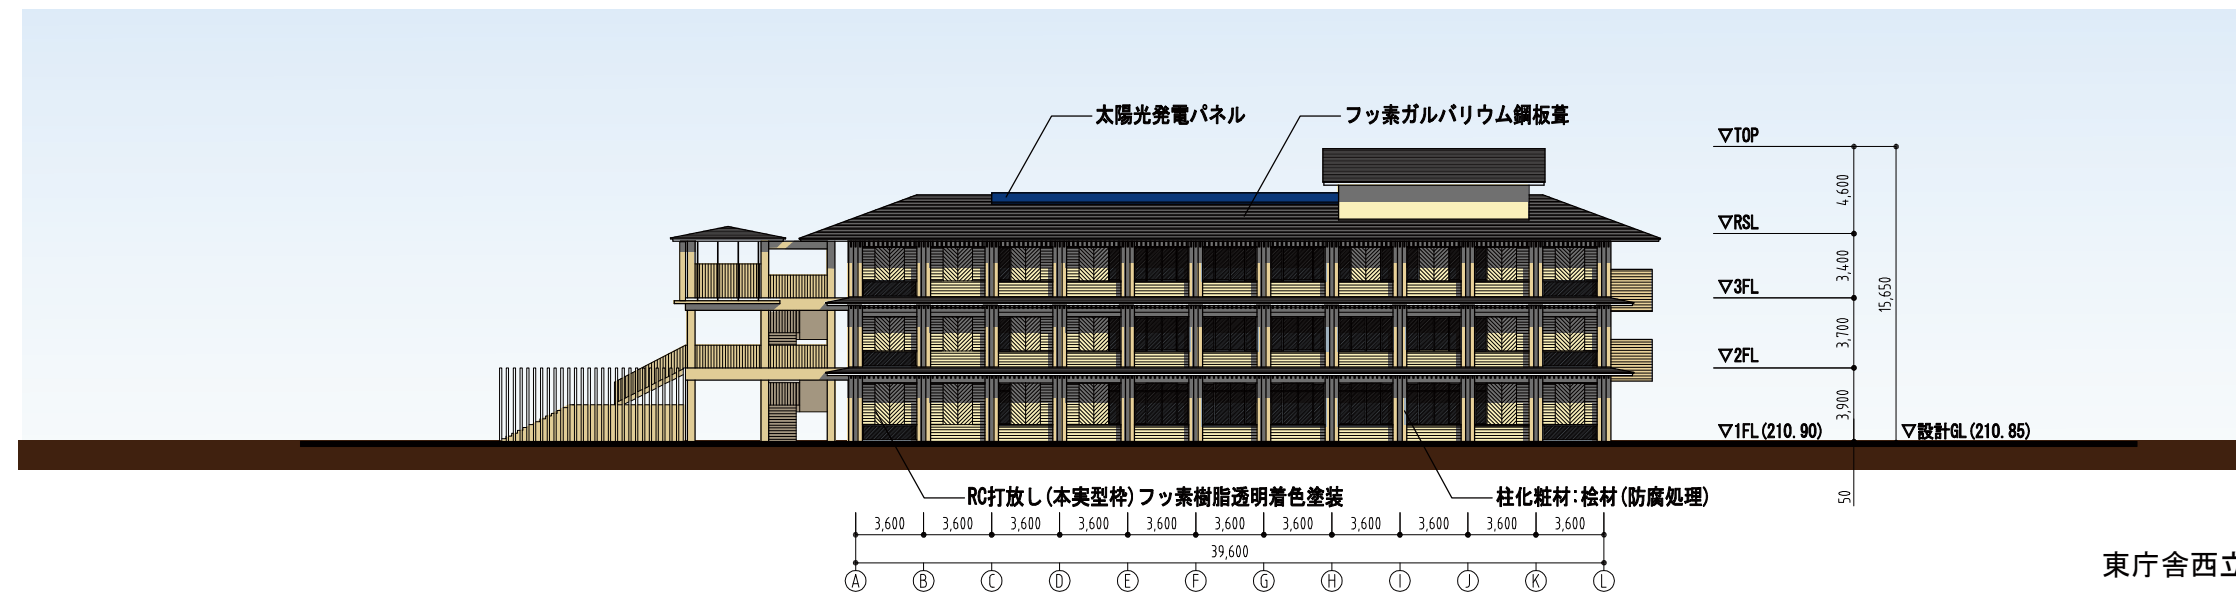 太陽光発電パネル
フッ素ガルバリウム鋼板葺
▽TOP
4,600
▽RSL
3,400
15,650
▽3FL
3,700
▽2FL
3,900
▽1FL(210.90)
▽設計GL(210.85)
50
RC打放し(本実型枠)フッ素樹脂透明着色塗装
柱化粧材:桧材(防腐処理)
3,600 3,600 3,600 3,600 3,600 3,600 3,600 3,600 3,600 3,600 3,600
39,600
A B C D E F G H I J K L
東庁舎西立